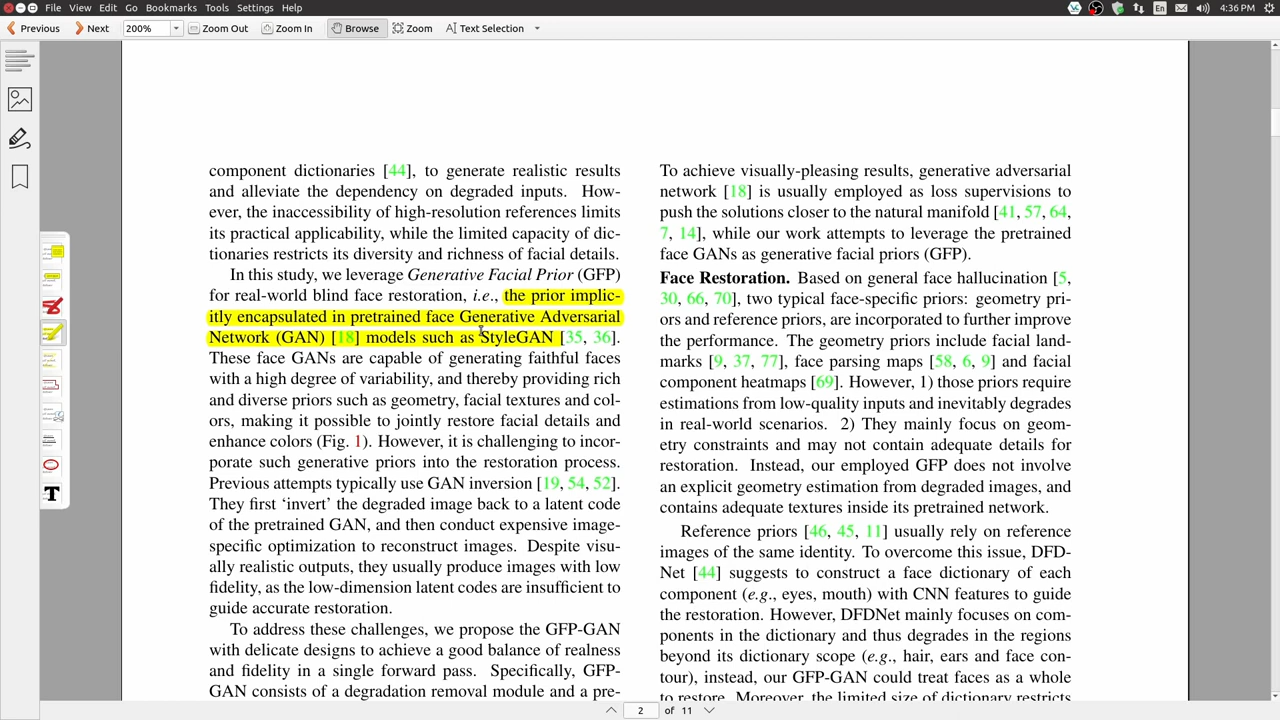 File View Edit Go Bookmarks Tools Settings Help
En 4:36 PM
Previous Next 200% Zoom Out Zoom In Browse Zoom Text Selection
component dictionaries [44], to generate realistic results
and alleviate the dependency on degraded inputs. How-
ever, the inaccessibility of high-resolution references limits
its practical applicability, while the limited capacity of dic-
tionaries restricts its diversity and richness of facial details.
In this study, we leverage Generative Facial Prior (GFP)
for real-world blind face restoration, i.e., the prior implic-
itly encapsulated in pretrained face Generative Adversarial
Network (GAN) [18] models such as StyleGAN [35, 36].
These face GANs are capable of generating faithful faces
with a high degree of variability, and thereby providing rich
and diverse priors such as geometry, facial textures and col-
ors, making it possible to jointly restore facial details and
enhance colors (Fig. 1). However, it is challenging to incor-
porate such generative priors into the restoration process.
Previous attempts typically use GAN inversion [19, 54, 52].
They first ‘invert’ the degraded image back to a latent code
of the pretrained GAN, and then conduct expensive image-
specific optimization to reconstruct images. Despite visu-
ally realistic outputs, they usually produce images with low
fidelity, as the low-dimension latent codes are insufficient to
guide accurate restoration.
To address these challenges, we propose the GFP-GAN
with delicate designs to achieve a good balance of realness
and fidelity in a single forward pass. Specifically, GFP-
GAN consists of a degradation removal module and a pre-
To achieve visually-pleasing results, generative adversarial
network [18] is usually employed as loss supervisions to
push the solutions closer to the natural manifold [41, 57, 64,
7, 14], while our work attempts to leverage the pretrained
face GANs as generative facial priors (GFP).
Face Restoration. Based on general face hallucination [5,
30, 66, 70], two typical face-specific priors: geometry pri-
ors and reference priors, are incorporated to further improve
the performance. The geometry priors include facial land-
marks [9, 37, 77], face parsing maps [58, 6, 9] and facial
component heatmaps [69]. However, 1) those priors require
estimations from low-quality inputs and inevitably degrades
in real-world scenarios. 2) They mainly focus on geom-
etry constraints and may not contain adequate details for
restoration. Instead, our employed GFP does not involve
an explicit geometry estimation from degraded images, and
contains adequate textures inside its pretrained network.
Reference priors [46, 45, 11] usually rely on reference
images of the same identity. To overcome this issue, DFD-
Net [44] suggests to construct a face dictionary of each
component (e.g., eyes, mouth) with CNN features to guide
the restoration. However, DFDNet mainly focuses on com-
ponents in the dictionary and thus degrades in the regions
beyond its dictionary scope (e.g., hair, ears and face con-
tour), instead, our GFP-GAN could treat faces as a whole
to restore. Moreover, the limited size of dictionary restricts
T
2 of 11